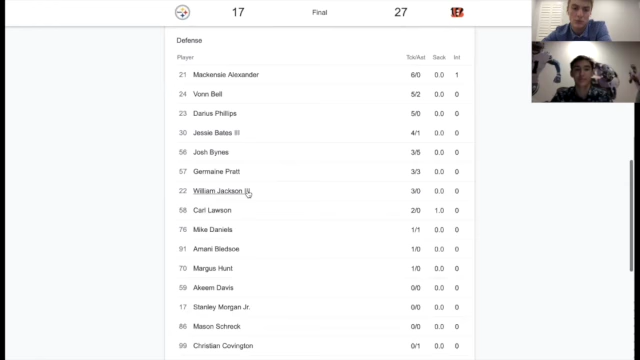 17 Final 27
Defense
Player Tck/Ast Sack Int
21 Mackensie Alexander 6/0 0.0 1
24 Vonn Bell 5/2 0.0 0
23 Darius Phillips 5/0 0.0 0
30 Jessie Bates III 4/1 0.0 0
56 Josh Bynes 3/5 0.0 0
57 Germaine Pratt 3/3 0.0 0
22 William Jackson III 3/0 0.0 0
58 Carl Lawson 2/0 1.0 0
76 Mike Daniels 1/1 0.0 0
91 Amani Bledsoe 1/0 0.0 0
70 Margus Hunt 1/0 0.0 0
59 Akeem Davis 0/0 0.0 0
17 Stanley Morgan Jr. 0/0 0.0 0
86 Mason Schreck 0/0 0.0 0
99 Christian Covington 0/1 0.0 0